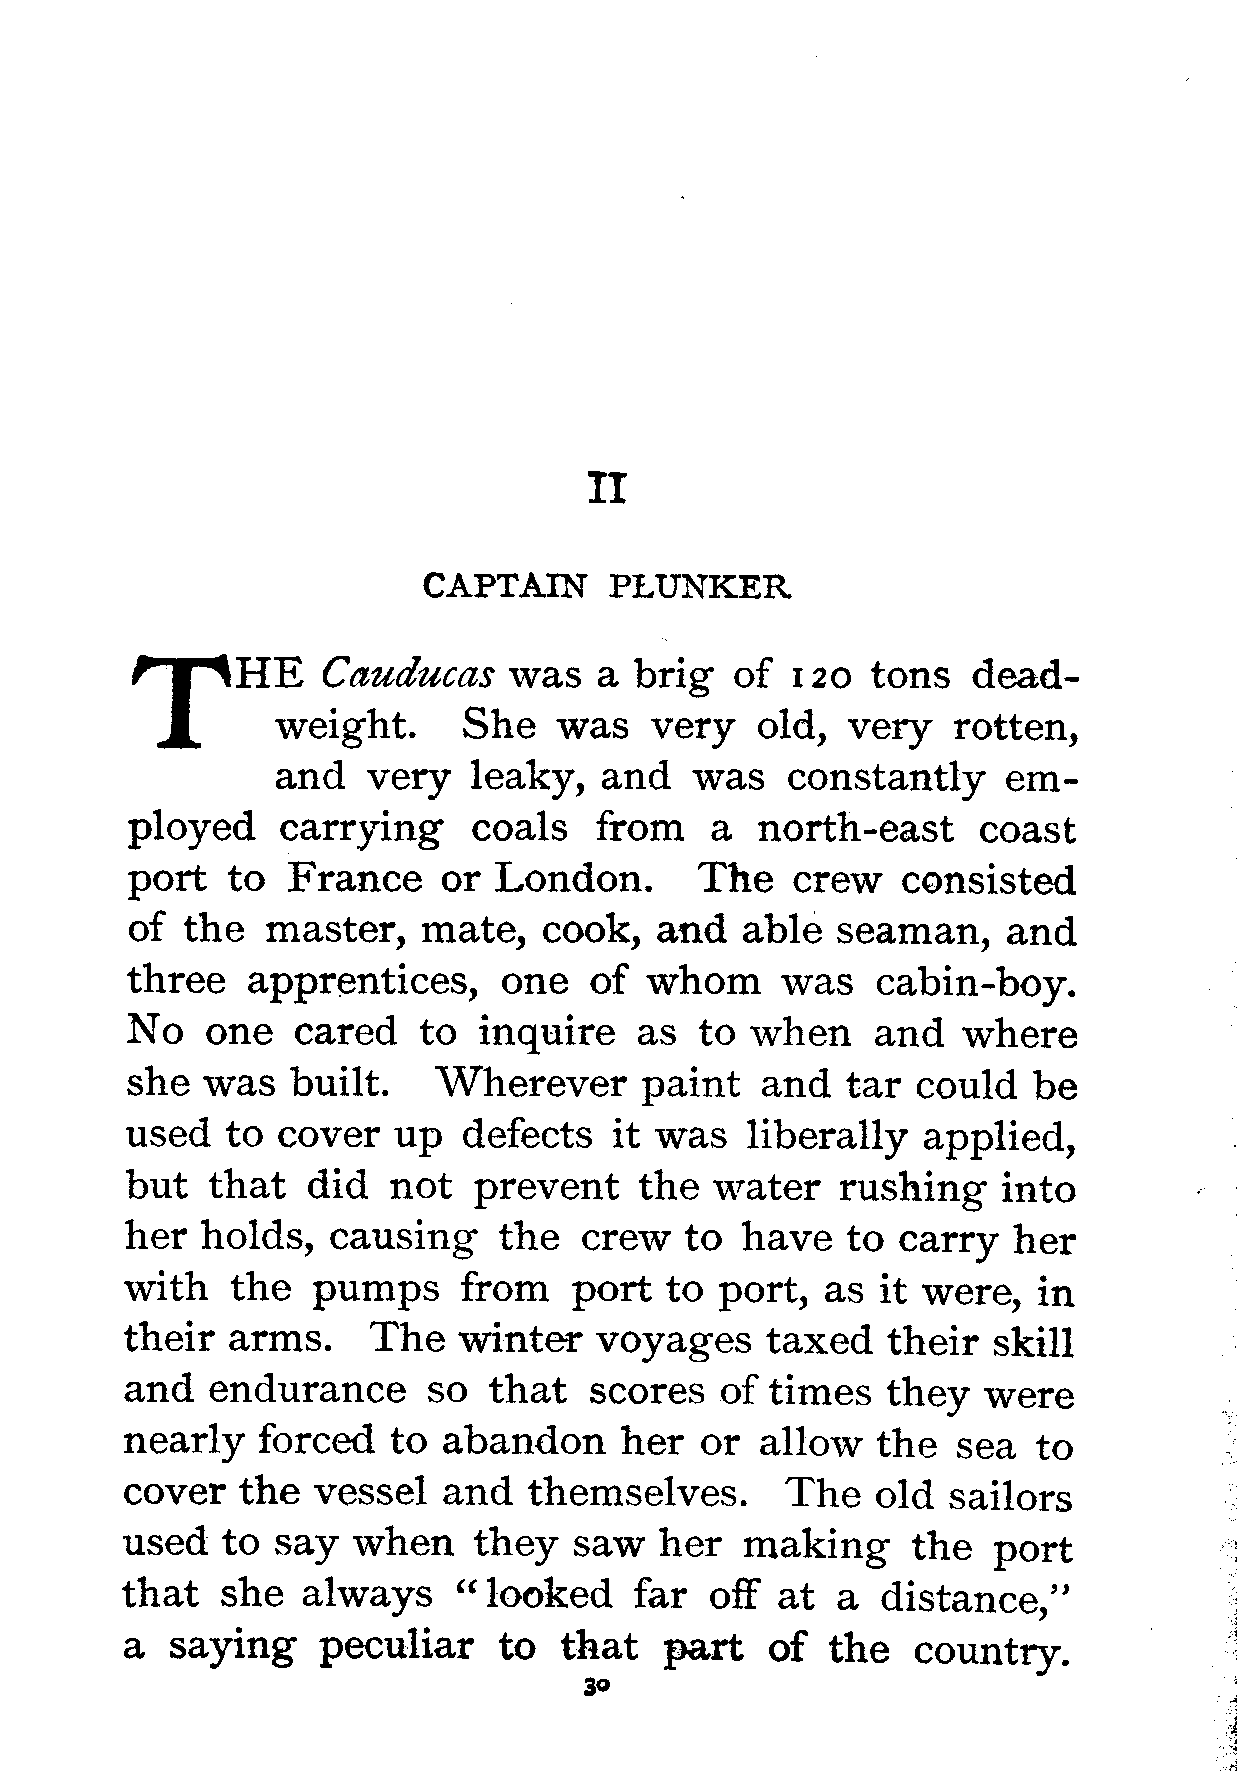 II
CAPTAIN PLUNKER
THE Cauducas was a brig of 120 tons dead-
weight. She was very old, very rotten,
and very leaky, and was constantly em-
ployed carrying coals from a north-east coast
port to France or London. The crew consisted
of the master, mate, cook, and able seaman, and
three apprentices, one of whom was cabin-boy.
No one cared to inquire as to when and where
she was built. Wherever paint and tar could be
used to cover up defects it was liberally applied,
but that did not prevent the water rushing into
her holds, causing the crew to have to carry her
with the pumps from port to port, as it were, in
their arms. The winter voyages taxed their skill
and endurance so that scores of times they were
nearly forced to abandon her or allow the sea to
cover the vessel and themselves. The old sailors
used to say when they saw her making the port
that she always "looked far off at a distance,"
a saying peculiar to that part of the country.
30